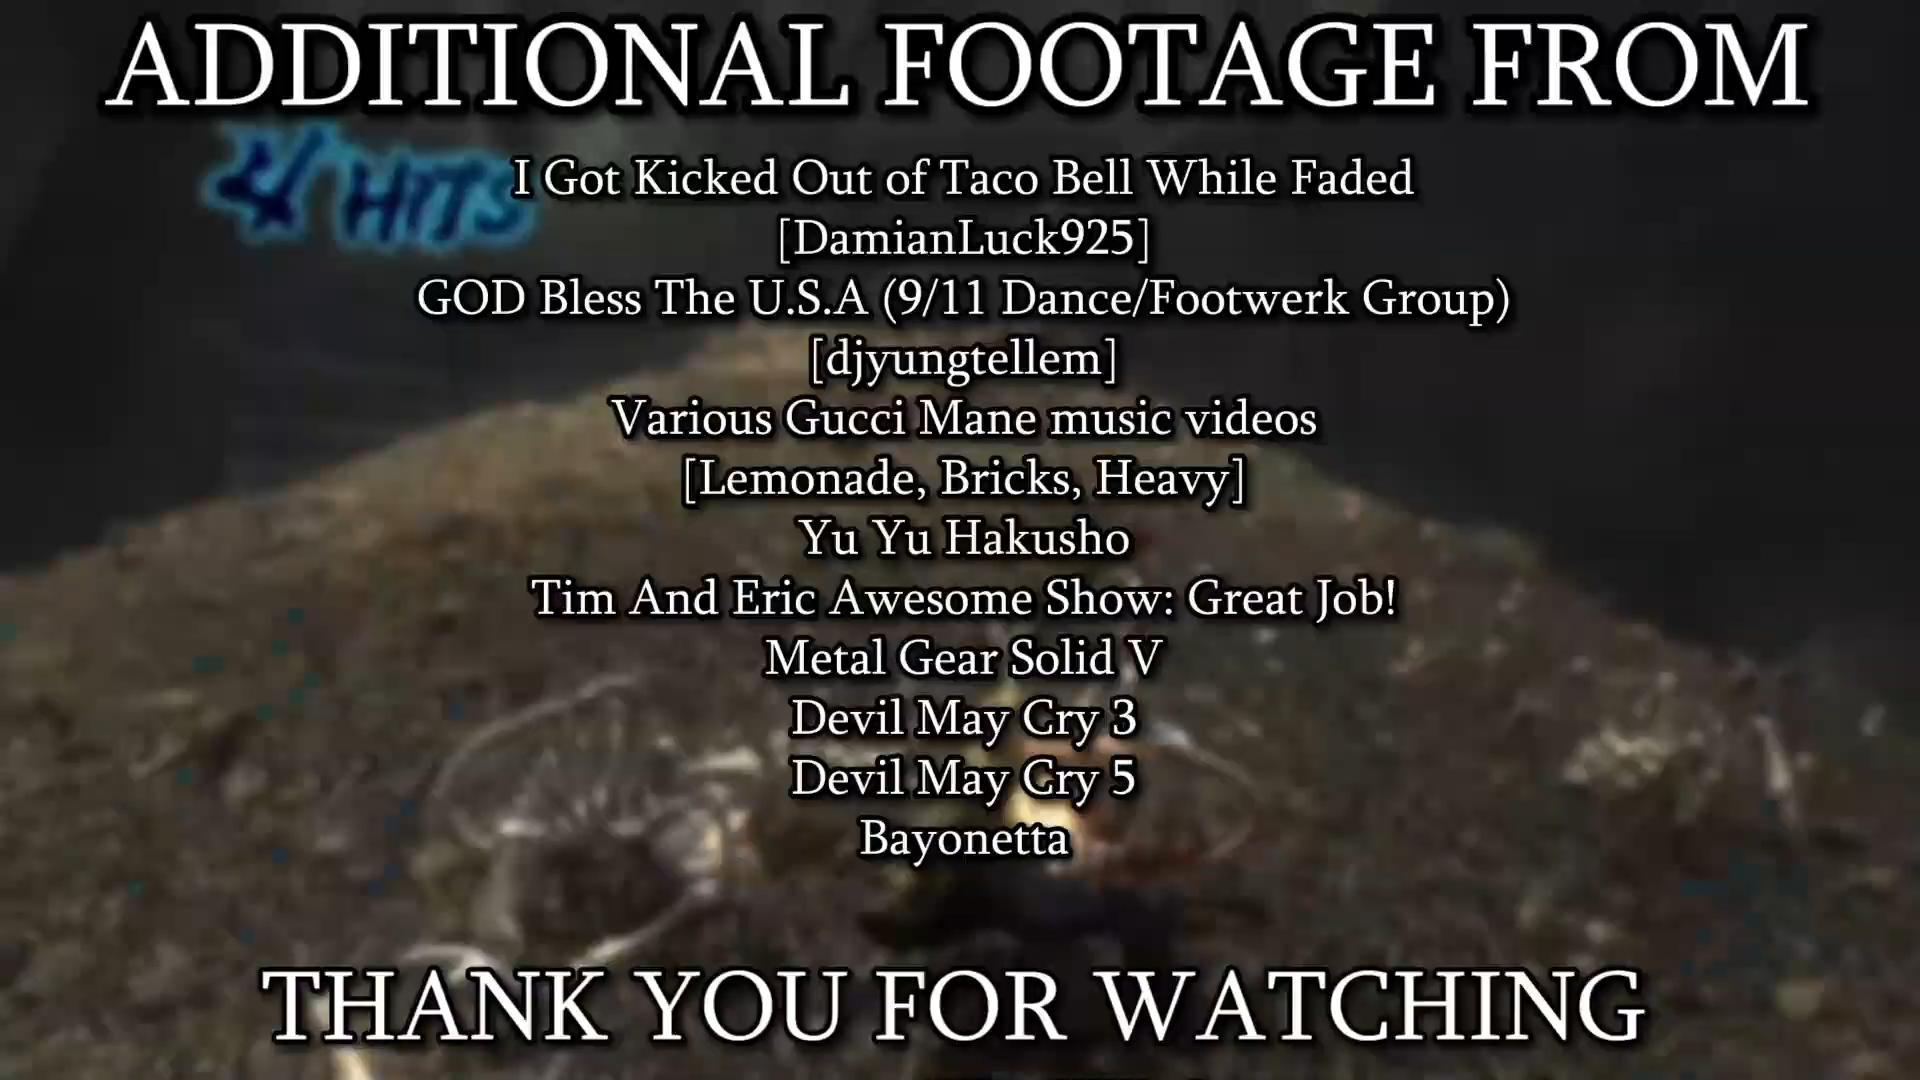 ADDITIONAL FOOTAGE FROM
4 HITS
I Got Kicked Out of Taco Bell While Faded
[DamianLuck925]
GOD Bless The U.S.A (9/11 Dance/Footwerk Group)
[djyungtellem]
Various Gucci Mane music videos
[Lemonade, Bricks, Heavy]
Yu Yu Hakusho
Tim And Eric Awesome Show: Great Job!
Metal Gear Solid V
Devil May Cry 3
Devil May Cry 5
Bayonetta
THANK YOU FOR WATCHING